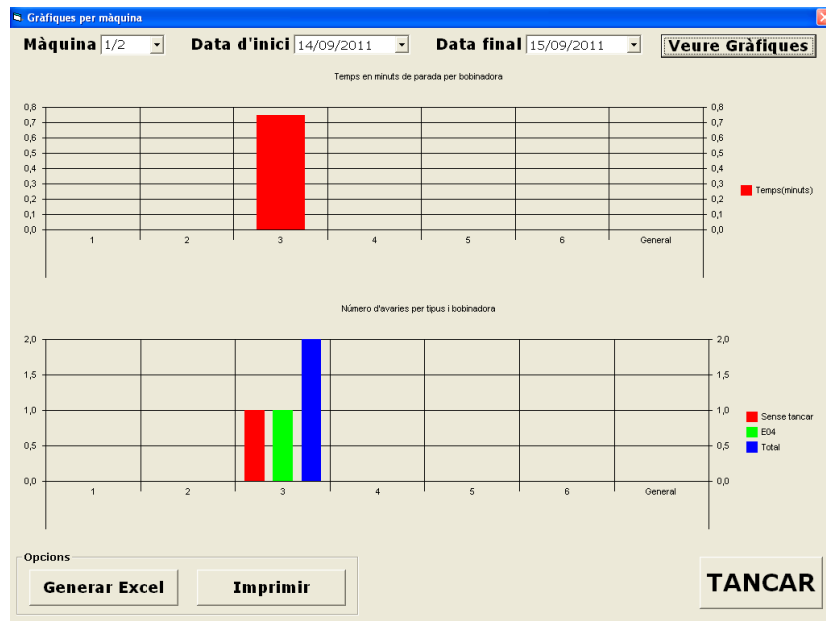 Gràfiques per màquina
Màquina 1/2 Data d'inici 14/09/2011 Data final 15/09/2011 Veure Gràfiques
Temps en minuts de parada per bobinadora
0,8 0,8
0,7 0,7
0,6 0,6
0,5 0,5
0,4 0,4
0,3 0,3
Temps(minuts)
0,2 0,2
0,1 0,1
0,0 0,0
1 2 3 4 5 6 General
Número d'avaries per tipus i bobinadora
2,0 2,0
1,5 1,5
1,0 1,0
Sense tancar
E04
0,5 0,5 Total
0,0 0,0
1 2 3 4 5 6 General
Opcions
Generar Excel Imprimir TANCAR